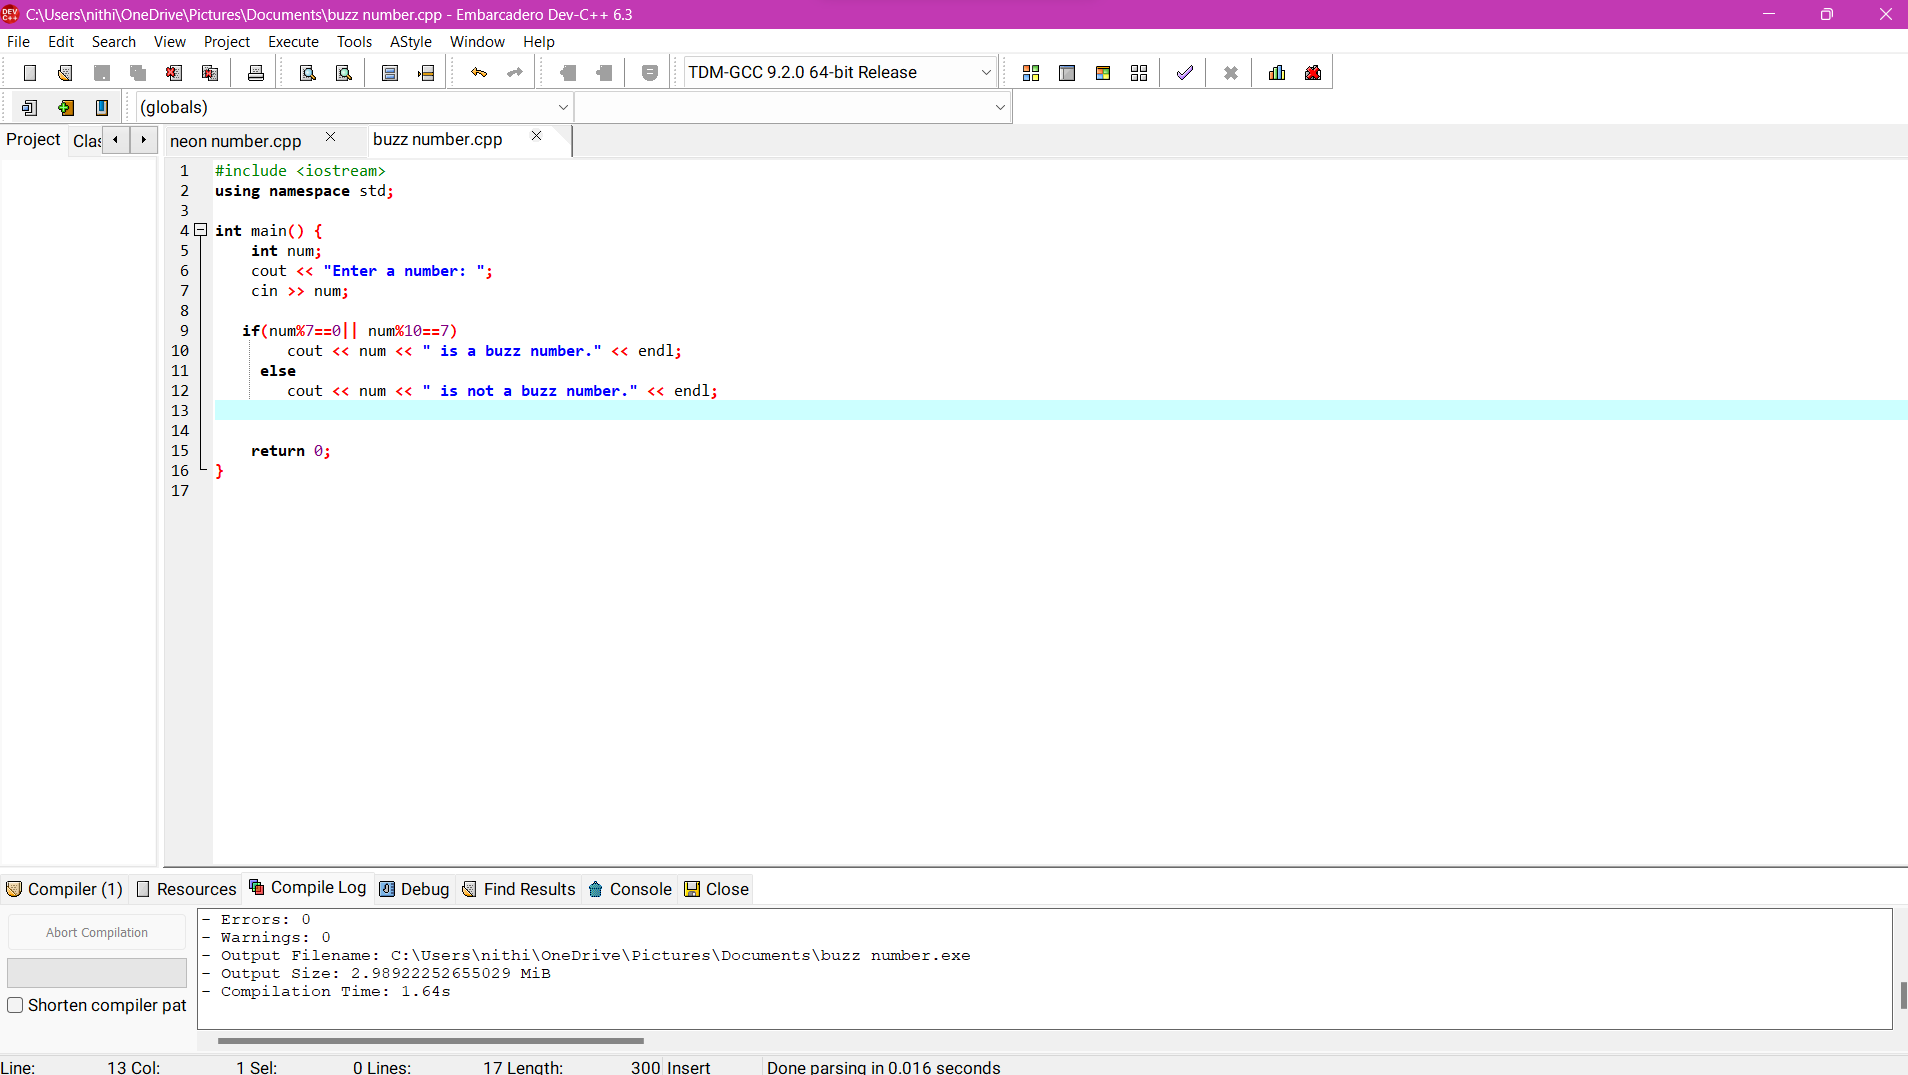 C:\Users\nithi\OneDrive\Pictures\Documents\buzz number.cpp - Embarcadero Dev-C++ 6.3
File Edit Search View Project Execute Tools AStyle Window Help
TDM-GCC 9.2.0 64-bit Release
(globals)
Project Clas neon number.cpp buzz number.cpp
1 #include <iostream>
2 using namespace std;
3
4 int main() {
5 int num;
6 cout << "Enter a number: ";
7 cin >> num;
8
9 if(num%7==0|| num%10==7)
10 cout << num << " is a buzz number." << endl;
11 else
12 cout << num << " is not a buzz number." << endl;
13
14
15 return 0;
16 }
17
Compiler (1) Resources Compile Log Debug Find Results Console Close
Abort Compilation
Shorten compiler pat
- Errors: 0
- Warnings: 0
- Output Filename: C:\Users\nithi\OneDrive\Pictures\Documents\buzz number.exe
- Output Size: 2.98922252655029 MiB
- Compilation Time: 1.64s
Line: 13 Col: 1 Sel: 0 Lines: 17 Length: 300 Insert Done parsing in 0.016 seconds